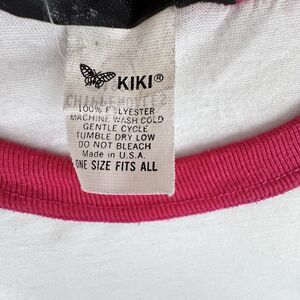 KIKI®
100% POLYESTER
MACHINE WASH COLD
GENTLE CYCLE
TUMBLE DRY LOW
DO NOT BLEACH
Made in U.S.A.
ONE SIZE FITS ALL